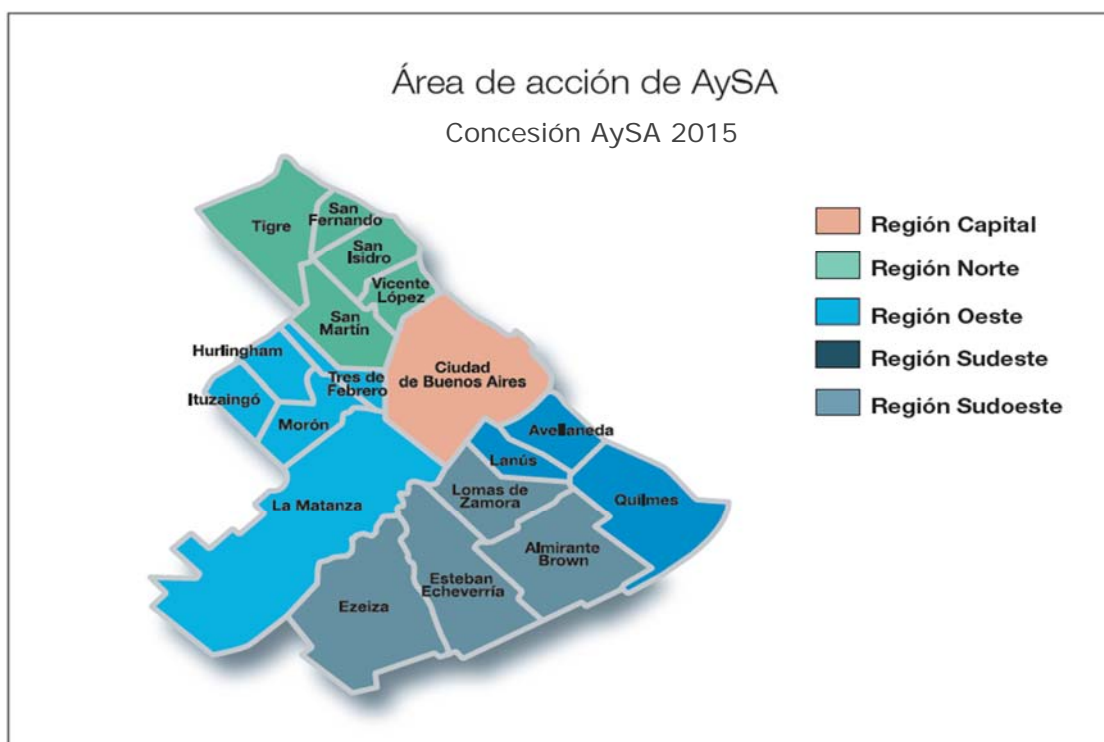 Área de acción de AySA
Concesión AySA 2015
San
Fernando
Tigre
San
Isidro
Vicente
López
San
Martín
Hurlingham
Tres de
Febrero
Ciudad
de Buenos Aires
Ituzaingó
Morón
Avellaneda
Lanús
La Matanza
Lomas de
Zamora
Quilmes
Almirante
Brown
Esteban
Echeverría
Ezeiza
Región Capital
Región Norte
Región Oeste
Región Sudeste
Región Sudoeste